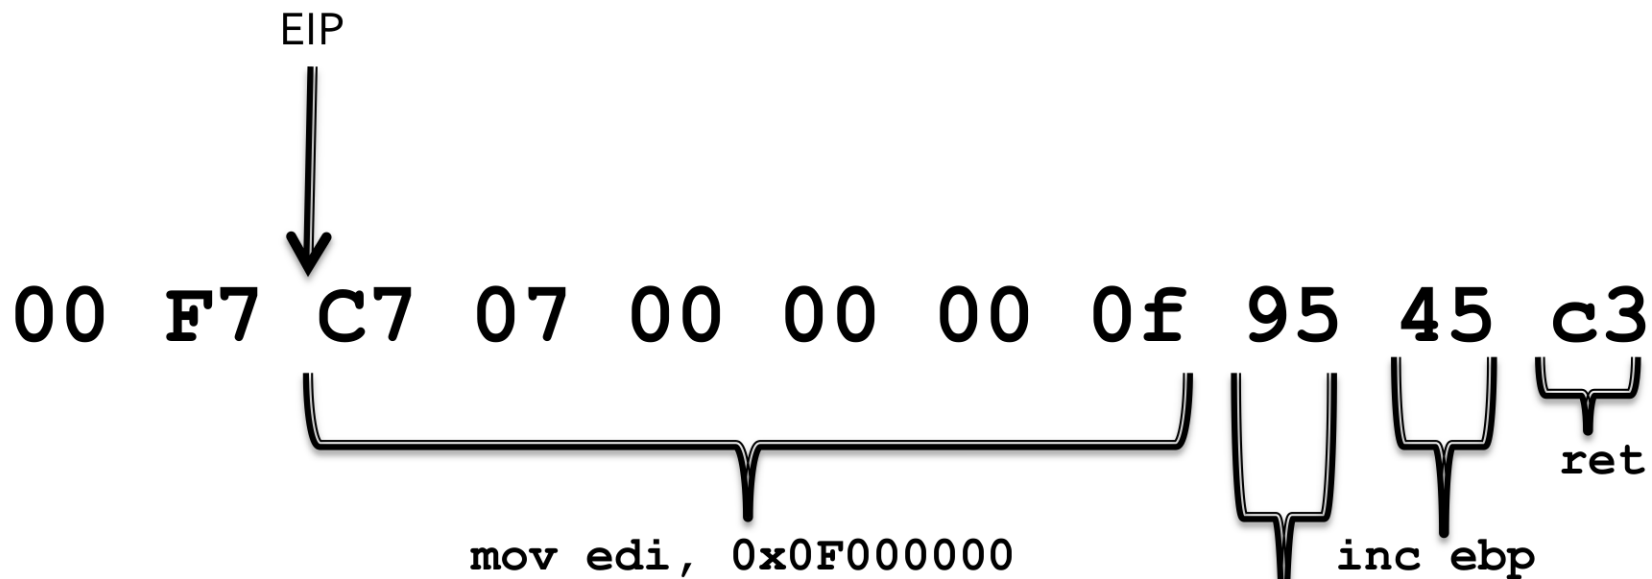 EIP
00 F7 C7 07 00 00 00 0f 95 45 c3
ret
mov edi, 0x0F000000 inc ebp